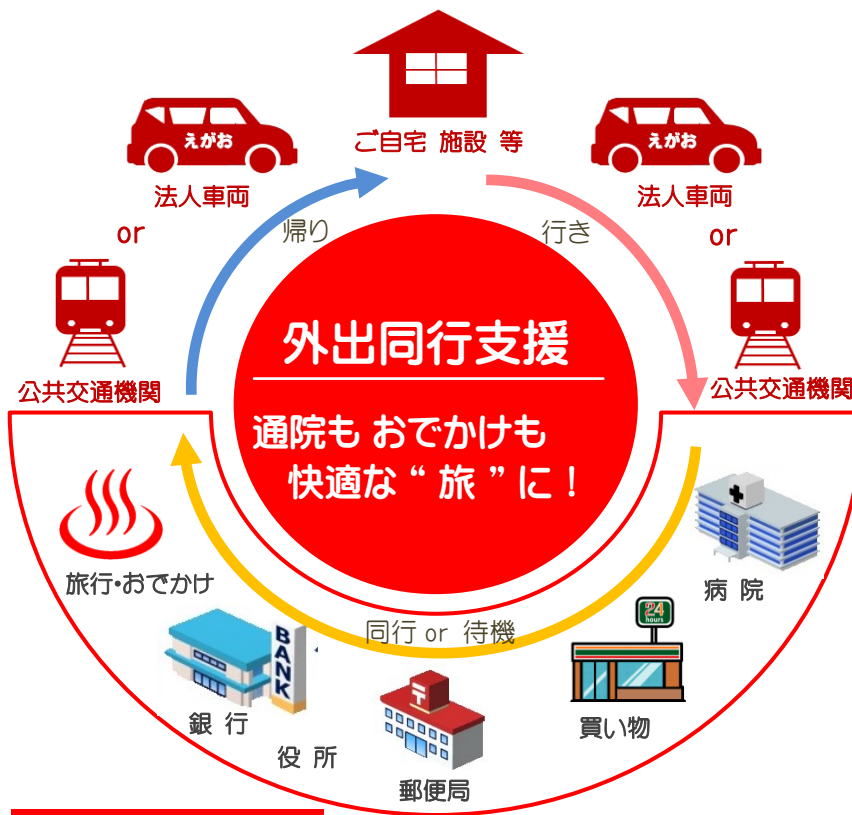 ご自宅 施設 等
えがお
法人車両
or
公共交通機関
えがお
法人車両
or
公共交通機関
帰り
行き
外出同行支援
通院も おでかけも
快適な“ 旅 ”に！
旅行・おでかけ
病 院
同行 or 待機
24
hours
BANK
銀 行
役 所
〒
郵便局
買い物